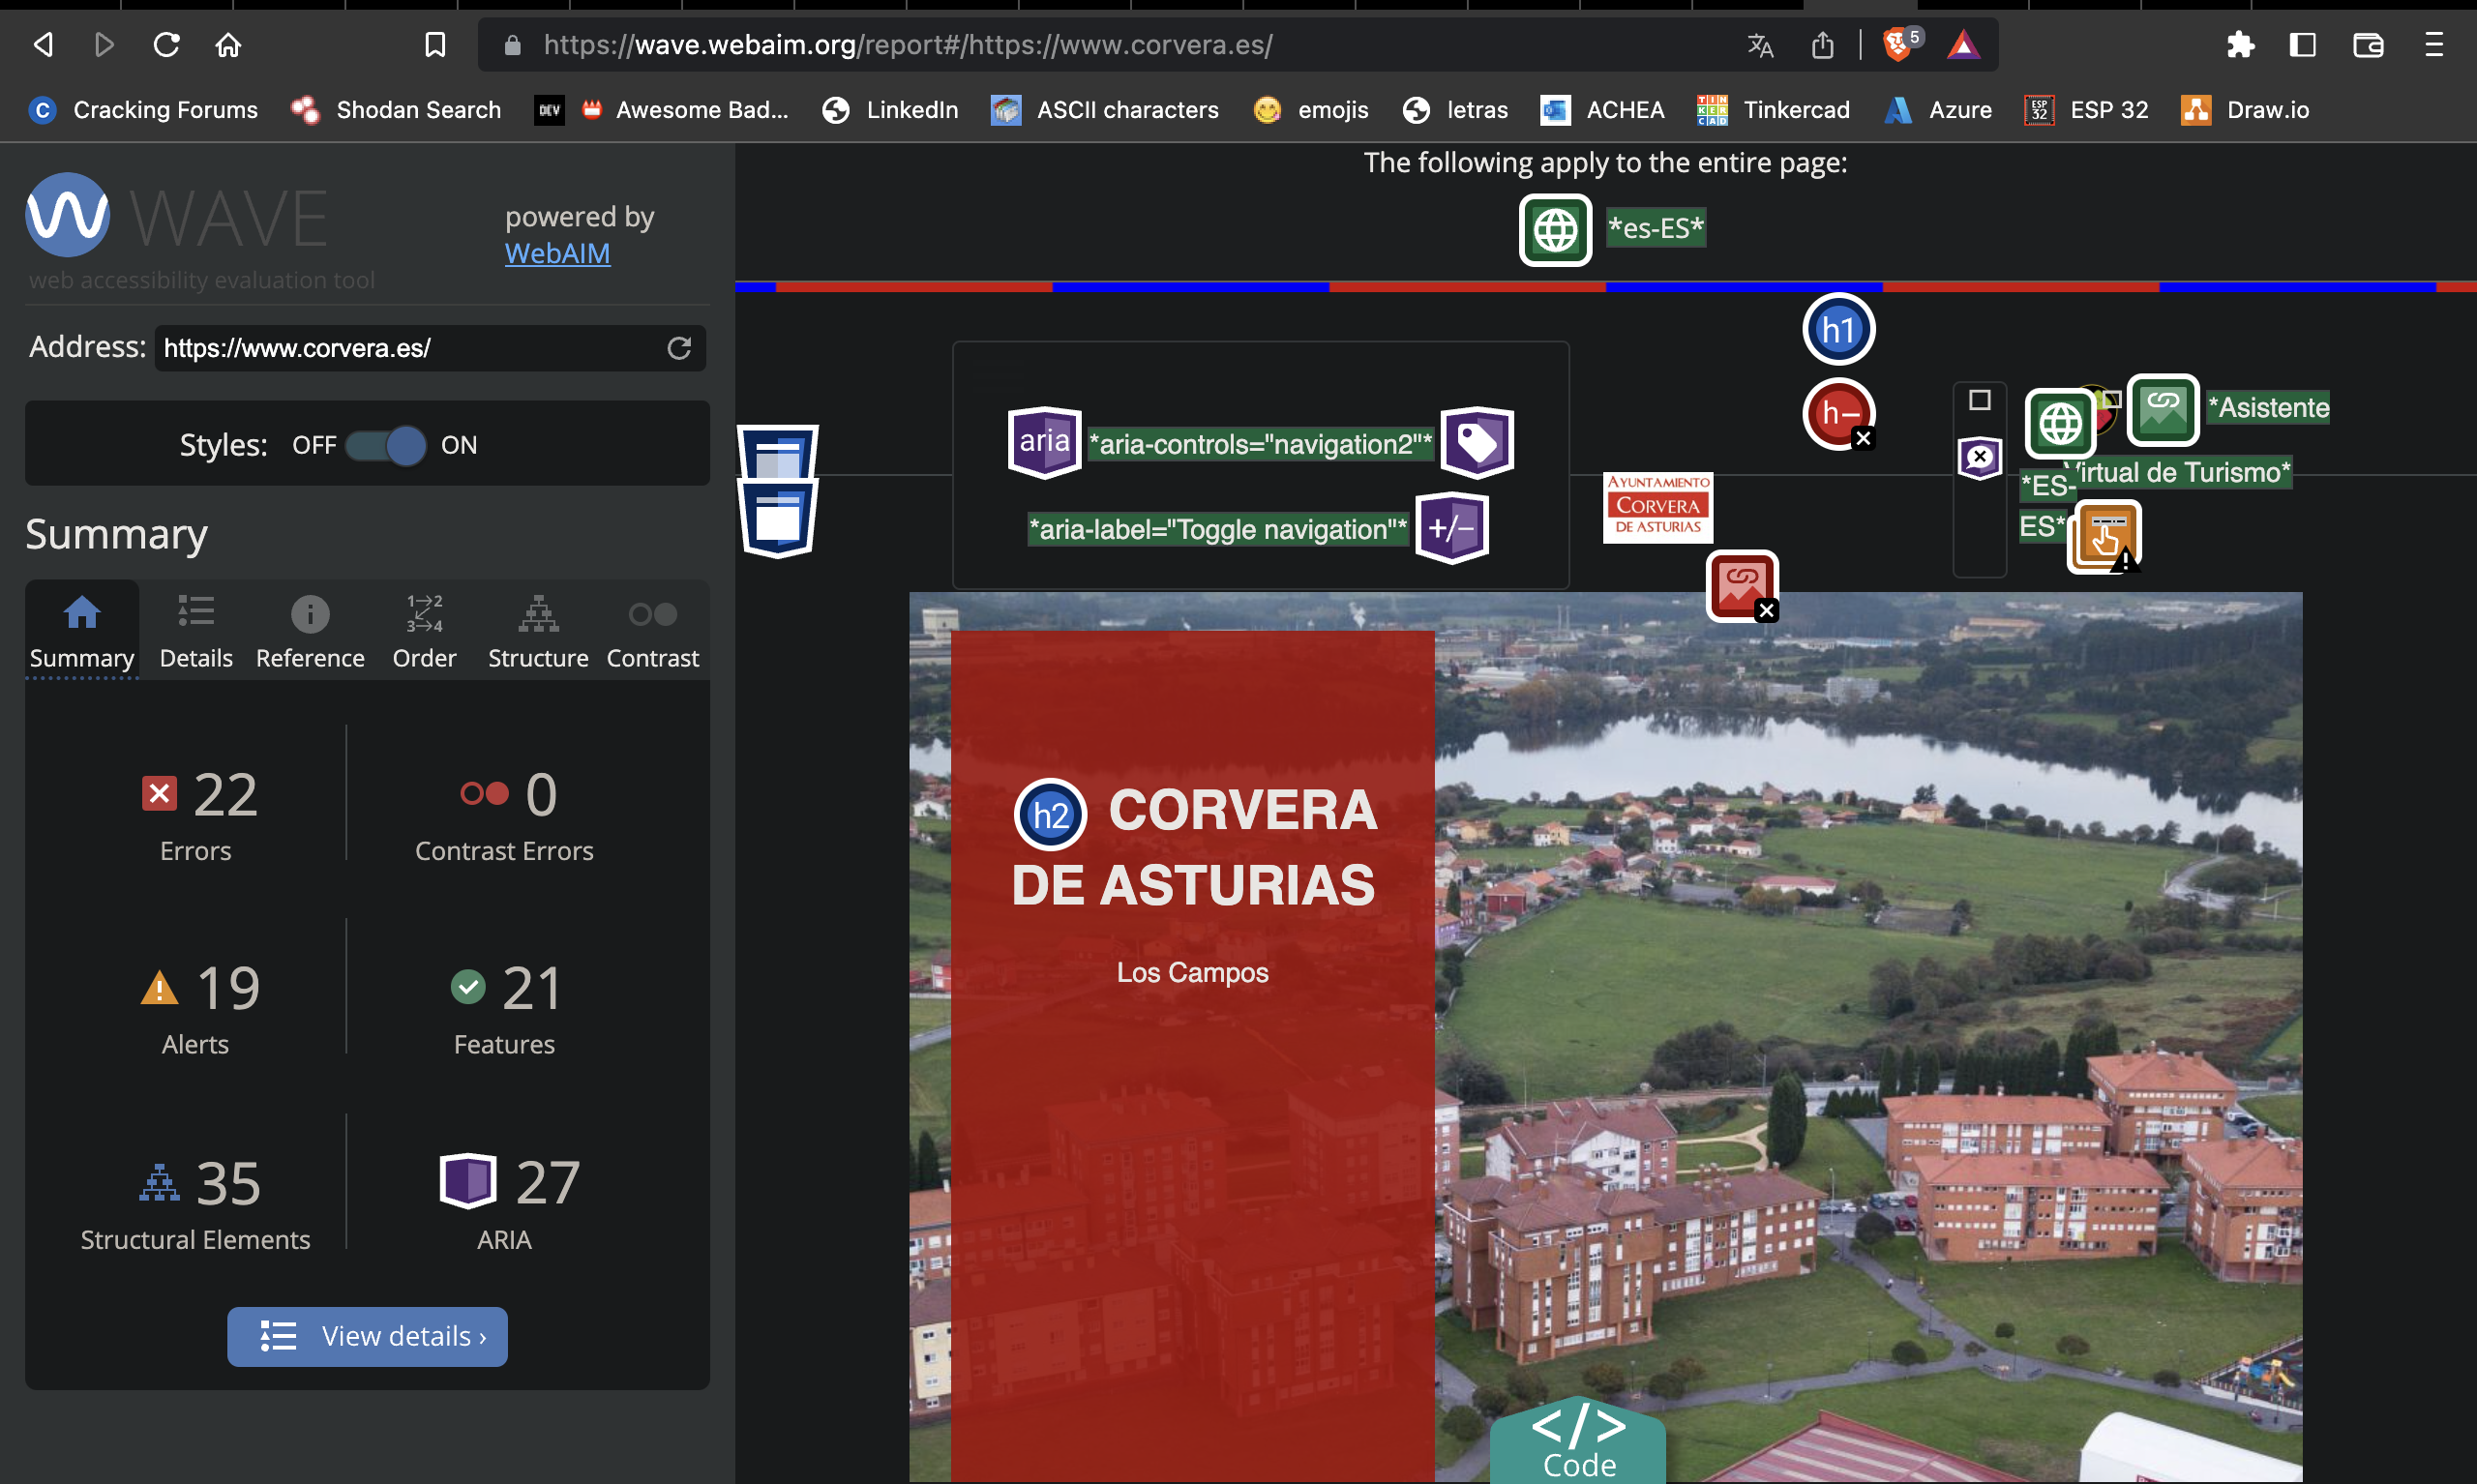 https://wave.webaim.org/report#/https://www.corvera.es/
5
C Cracking Forums
Shodan Search
DEV
Awesome Bad...
LinkedIn
ASCII characters
emojis
letras
ACHEA
TINKERCAD Tinkercad
Azure
ESP 32 ESP 32
Draw.io
WAVE
web accessibility evaluation tool
powered by
WebAIM
Address: https://www.corvera.es/
Styles: OFF ON
Summary
Summary Details Reference Order Structure Contrast
22
Errors
0
Contrast Errors
19
Alerts
21
Features
35
Structural Elements
27
ARIA
View details ›
The following apply to the entire page:
*es-ES*
h1
h–
aria *aria-controls="navigation2"*
*aria-label="Toggle navigation"* +/–
AYUNTAMIENTO
CORVERA
DE ASTURIAS
*ES-
ES*
*Asistente
Virtual de Turismo*
h2 CORVERA
DE ASTURIAS
Los Campos
</>
Code